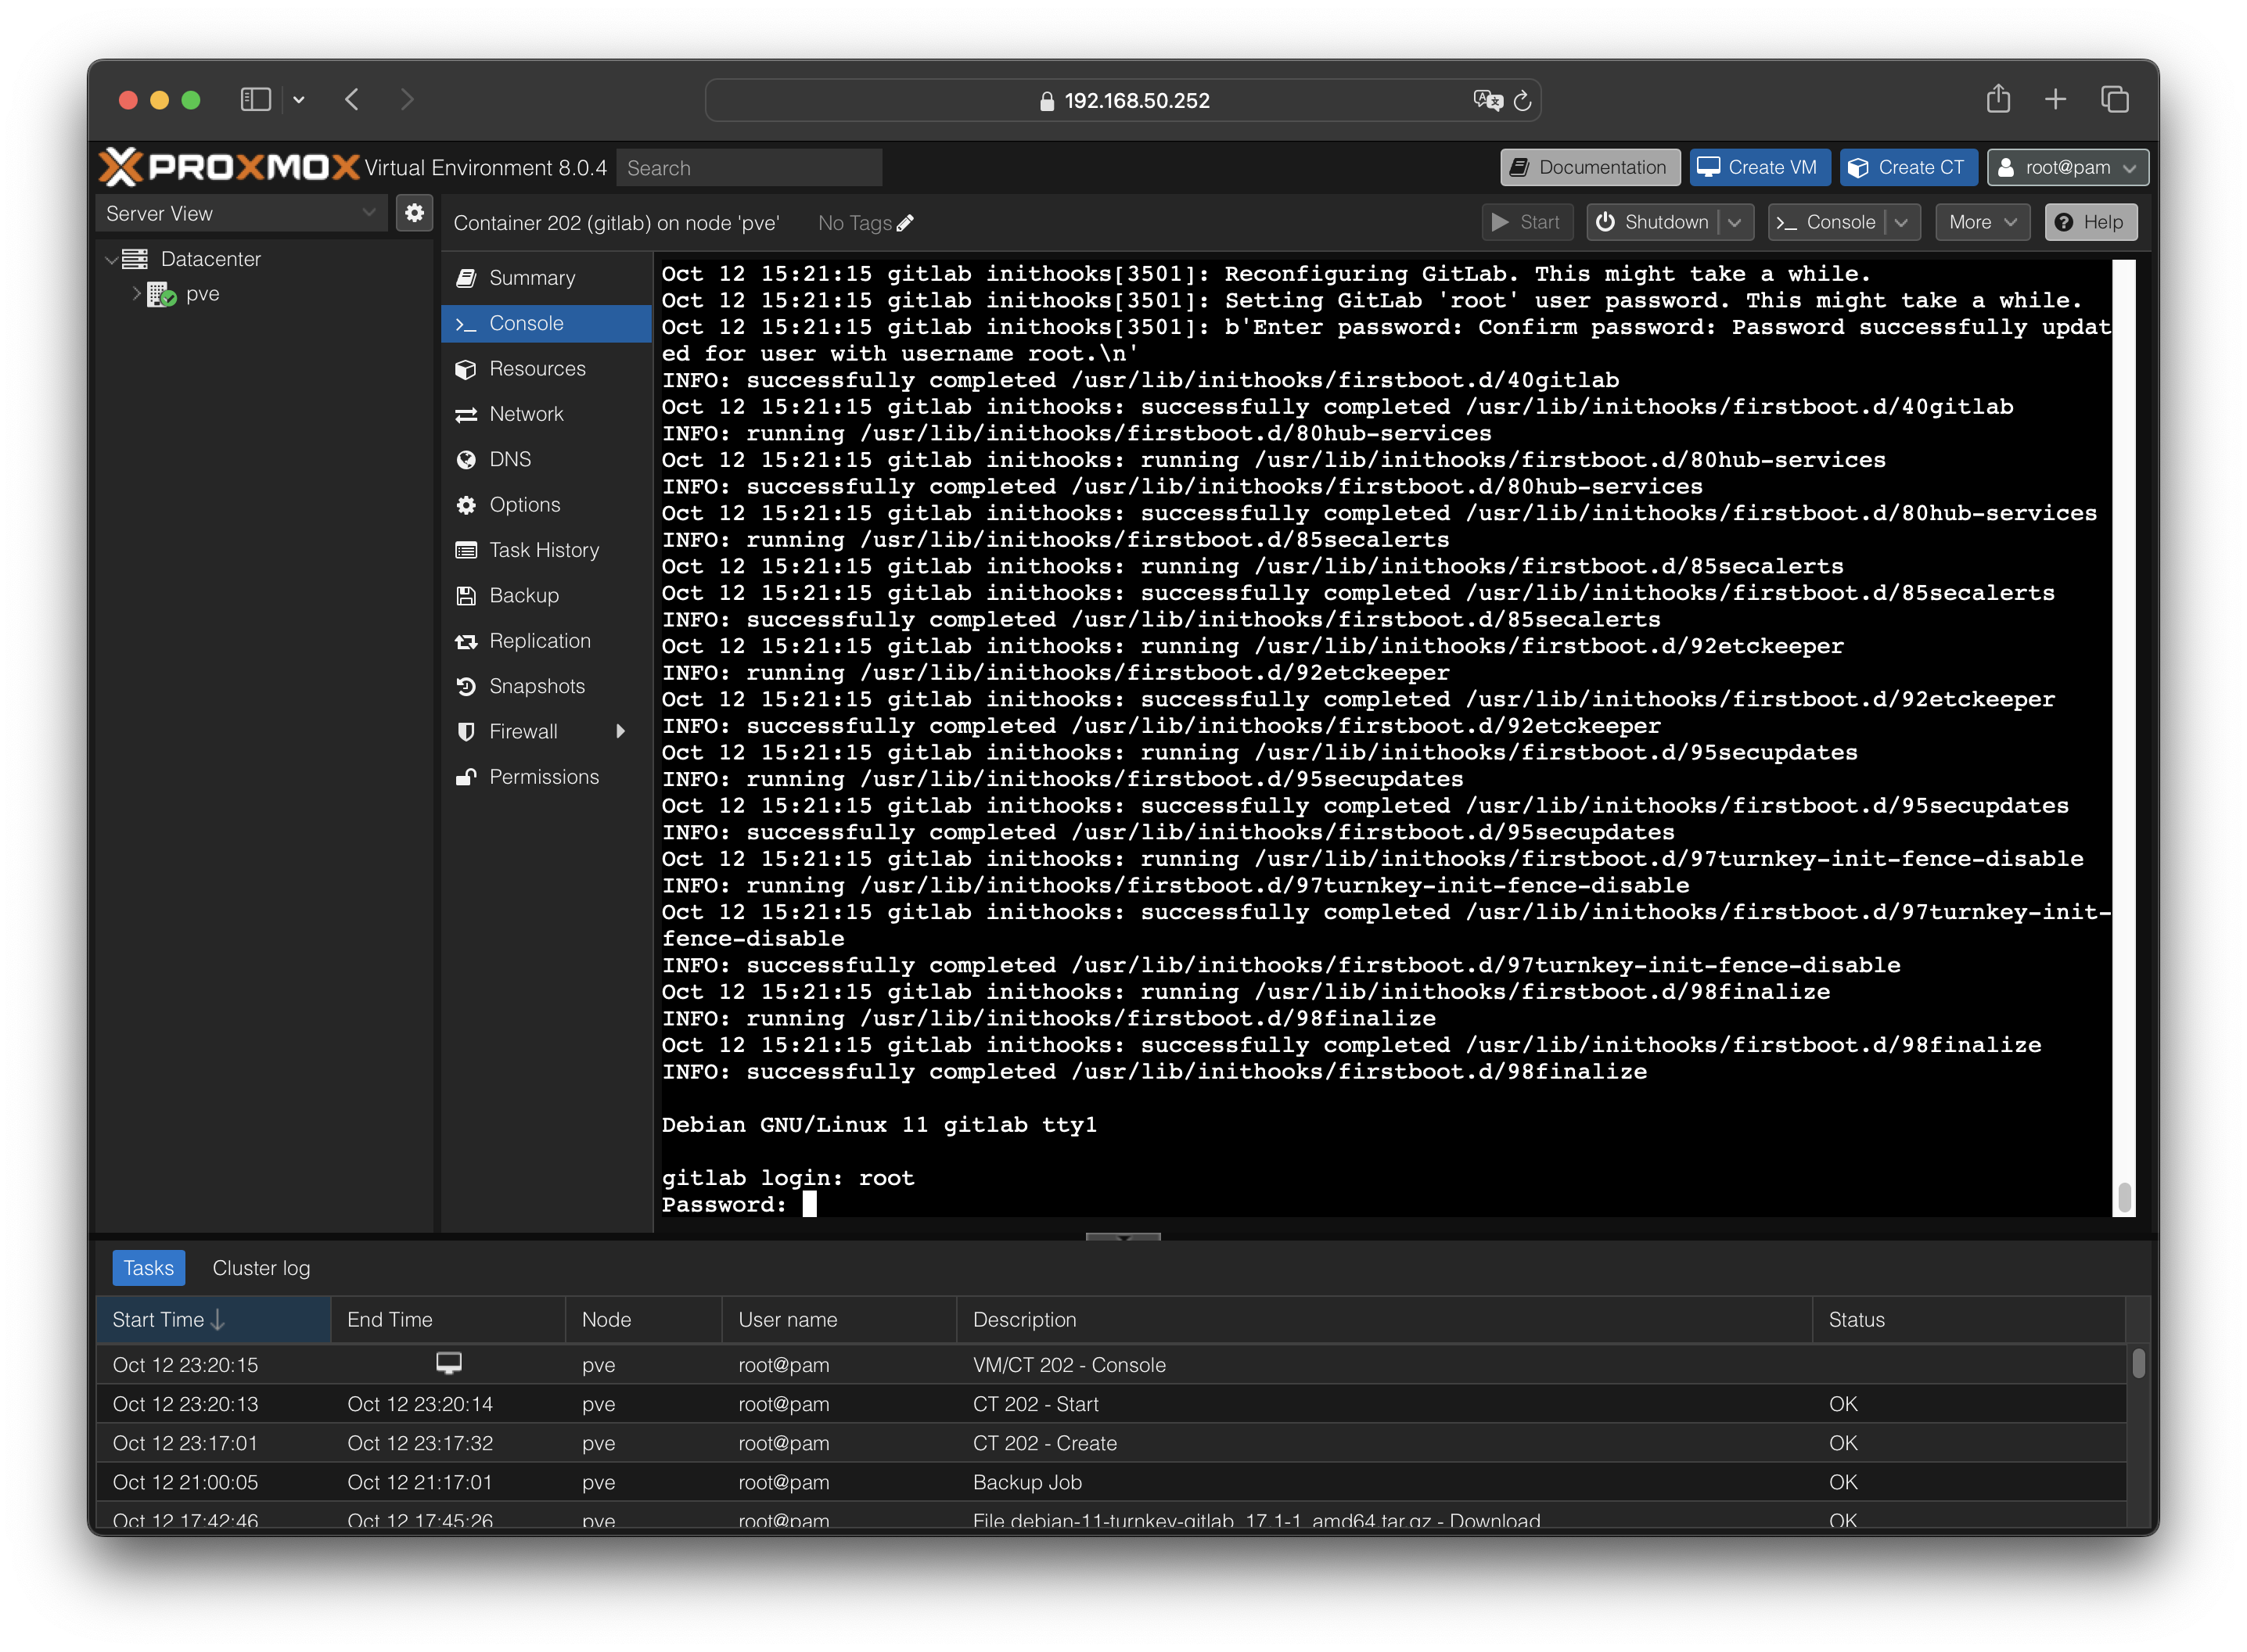 192.168.50.252
PROXMOX Virtual Environment 8.0.4 Search Documentation Create VM Create CT root@pam
Server View
Container 202 (gitlab) on node 'pve' No Tags Start Shutdown Console More Help
Datacenter
pve
Summary
Console
Resources
Network
DNS
Options
Task History
Backup
Replication
Snapshots
Firewall
Permissions
Oct 12 15:21:15 gitlab inithooks[3501]: Reconfiguring GitLab. This might take a while.
Oct 12 15:21:15 gitlab inithooks[3501]: Setting GitLab 'root' user password. This might take a while.
Oct 12 15:21:15 gitlab inithooks[3501]: b'Enter password: Confirm password: Password successfully updat
ed for user with username root.\n'
INFO: successfully completed /usr/lib/inithooks/firstboot.d/40gitlab
Oct 12 15:21:15 gitlab inithooks: successfully completed /usr/lib/inithooks/firstboot.d/40gitlab
INFO: running /usr/lib/inithooks/firstboot.d/80hub-services
Oct 12 15:21:15 gitlab inithooks: running /usr/lib/inithooks/firstboot.d/80hub-services
INFO: successfully completed /usr/lib/inithooks/firstboot.d/80hub-services
Oct 12 15:21:15 gitlab inithooks: successfully completed /usr/lib/inithooks/firstboot.d/80hub-services
INFO: running /usr/lib/inithooks/firstboot.d/85secalerts
Oct 12 15:21:15 gitlab inithooks: running /usr/lib/inithooks/firstboot.d/85secalerts
Oct 12 15:21:15 gitlab inithooks: successfully completed /usr/lib/inithooks/firstboot.d/85secalerts
INFO: successfully completed /usr/lib/inithooks/firstboot.d/85secalerts
Oct 12 15:21:15 gitlab inithooks: running /usr/lib/inithooks/firstboot.d/92etckeeper
INFO: running /usr/lib/inithooks/firstboot.d/92etckeeper
Oct 12 15:21:15 gitlab inithooks: successfully completed /usr/lib/inithooks/firstboot.d/92etckeeper
INFO: successfully completed /usr/lib/inithooks/firstboot.d/92etckeeper
Oct 12 15:21:15 gitlab inithooks: running /usr/lib/inithooks/firstboot.d/95secupdates
INFO: running /usr/lib/inithooks/firstboot.d/95secupdates
Oct 12 15:21:15 gitlab inithooks: successfully completed /usr/lib/inithooks/firstboot.d/95secupdates
INFO: successfully completed /usr/lib/inithooks/firstboot.d/95secupdates
Oct 12 15:21:15 gitlab inithooks: running /usr/lib/inithooks/firstboot.d/97turnkey-init-fence-disable
INFO: running /usr/lib/inithooks/firstboot.d/97turnkey-init-fence-disable
Oct 12 15:21:15 gitlab inithooks: successfully completed /usr/lib/inithooks/firstboot.d/97turnkey-init-
fence-disable
INFO: successfully completed /usr/lib/inithooks/firstboot.d/97turnkey-init-fence-disable
Oct 12 15:21:15 gitlab inithooks: running /usr/lib/inithooks/firstboot.d/98finalize
INFO: running /usr/lib/inithooks/firstboot.d/98finalize
Oct 12 15:21:15 gitlab inithooks: successfully completed /usr/lib/inithooks/firstboot.d/98finalize
INFO: successfully completed /usr/lib/inithooks/firstboot.d/98finalize
Debian GNU/Linux 11 gitlab tty1
gitlab login: root
Password:
Tasks Cluster log
Start Time End Time Node User name Description Status
Oct 12 23:20:15 pve root@pam VM/CT 202 - Console
Oct 12 23:20:13 Oct 12 23:20:14 pve root@pam CT 202 - Start OK
Oct 12 23:17:01 Oct 12 23:17:32 pve root@pam CT 202 - Create OK
Oct 12 21:00:05 Oct 12 21:17:01 pve root@pam Backup Job OK
Oct 12 17:42:46 Oct 12 17:45:26 pve root@pam File debian-11-turnkey-gitlab_17.1-1_amd64.tar.gz - Download OK